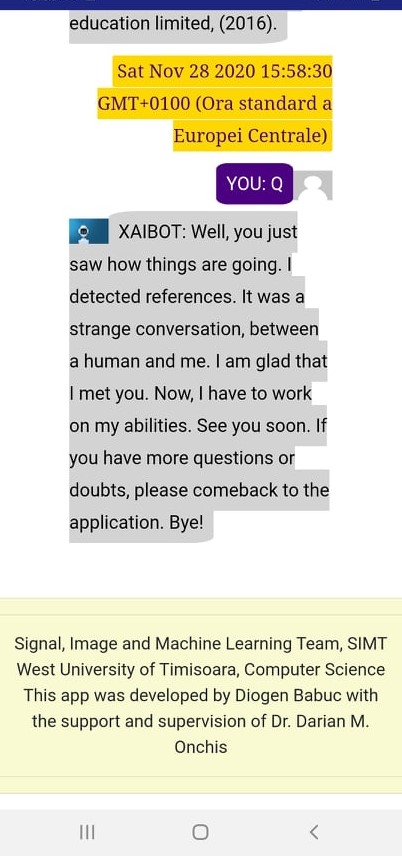 education limited, (2016).
Sat Nov 28 2020 15:58:30
GMT+0100 (Ora standard a
Europei Centrale)
YOU: Q
XAIBOT: Well, you just
saw how things are going. I
detected references. It was a
strange conversation, between
a human and me. I am glad that
I met you. Now, I have to work
on my abilities. See you soon. If
you have more questions or
doubts, please comeback to the
application. Bye!
Signal, Image and Machine Learning Team, SIMT
West University of Timisoara, Computer Science
This app was developed by Diogen Babuc with
the support and supervision of Dr. Darian M.
Onchis